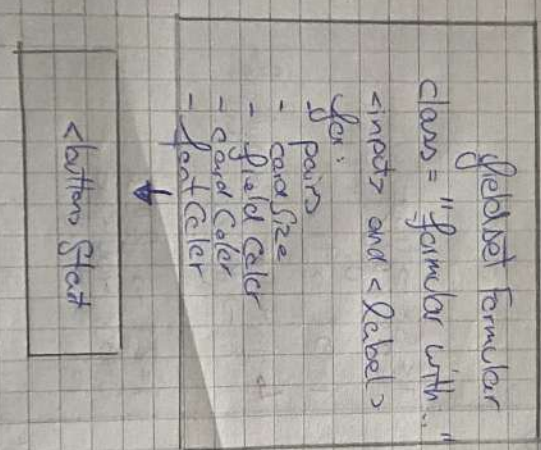 fieldset Formular
class = "formular with.."
<input> and <label>
for:
- pairs
- card size
- field Color
- card Color
- font Color
<button> Start